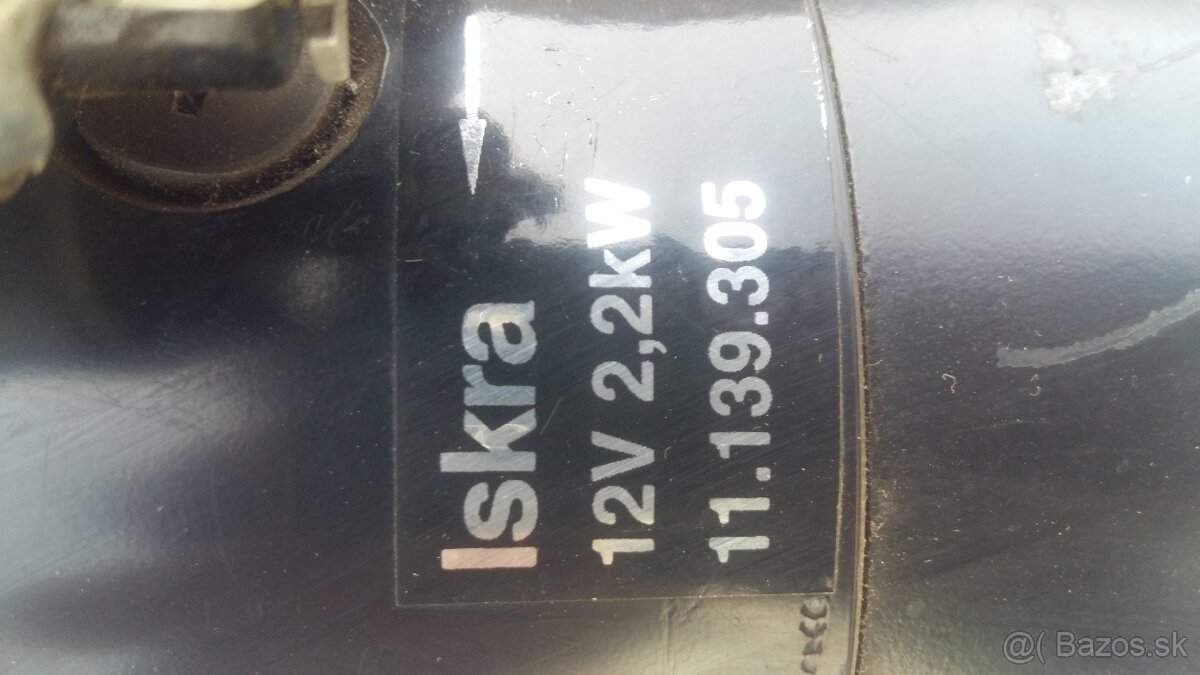 Iskra
12V 2,2kW
11.139.305
@( Bazos.sk